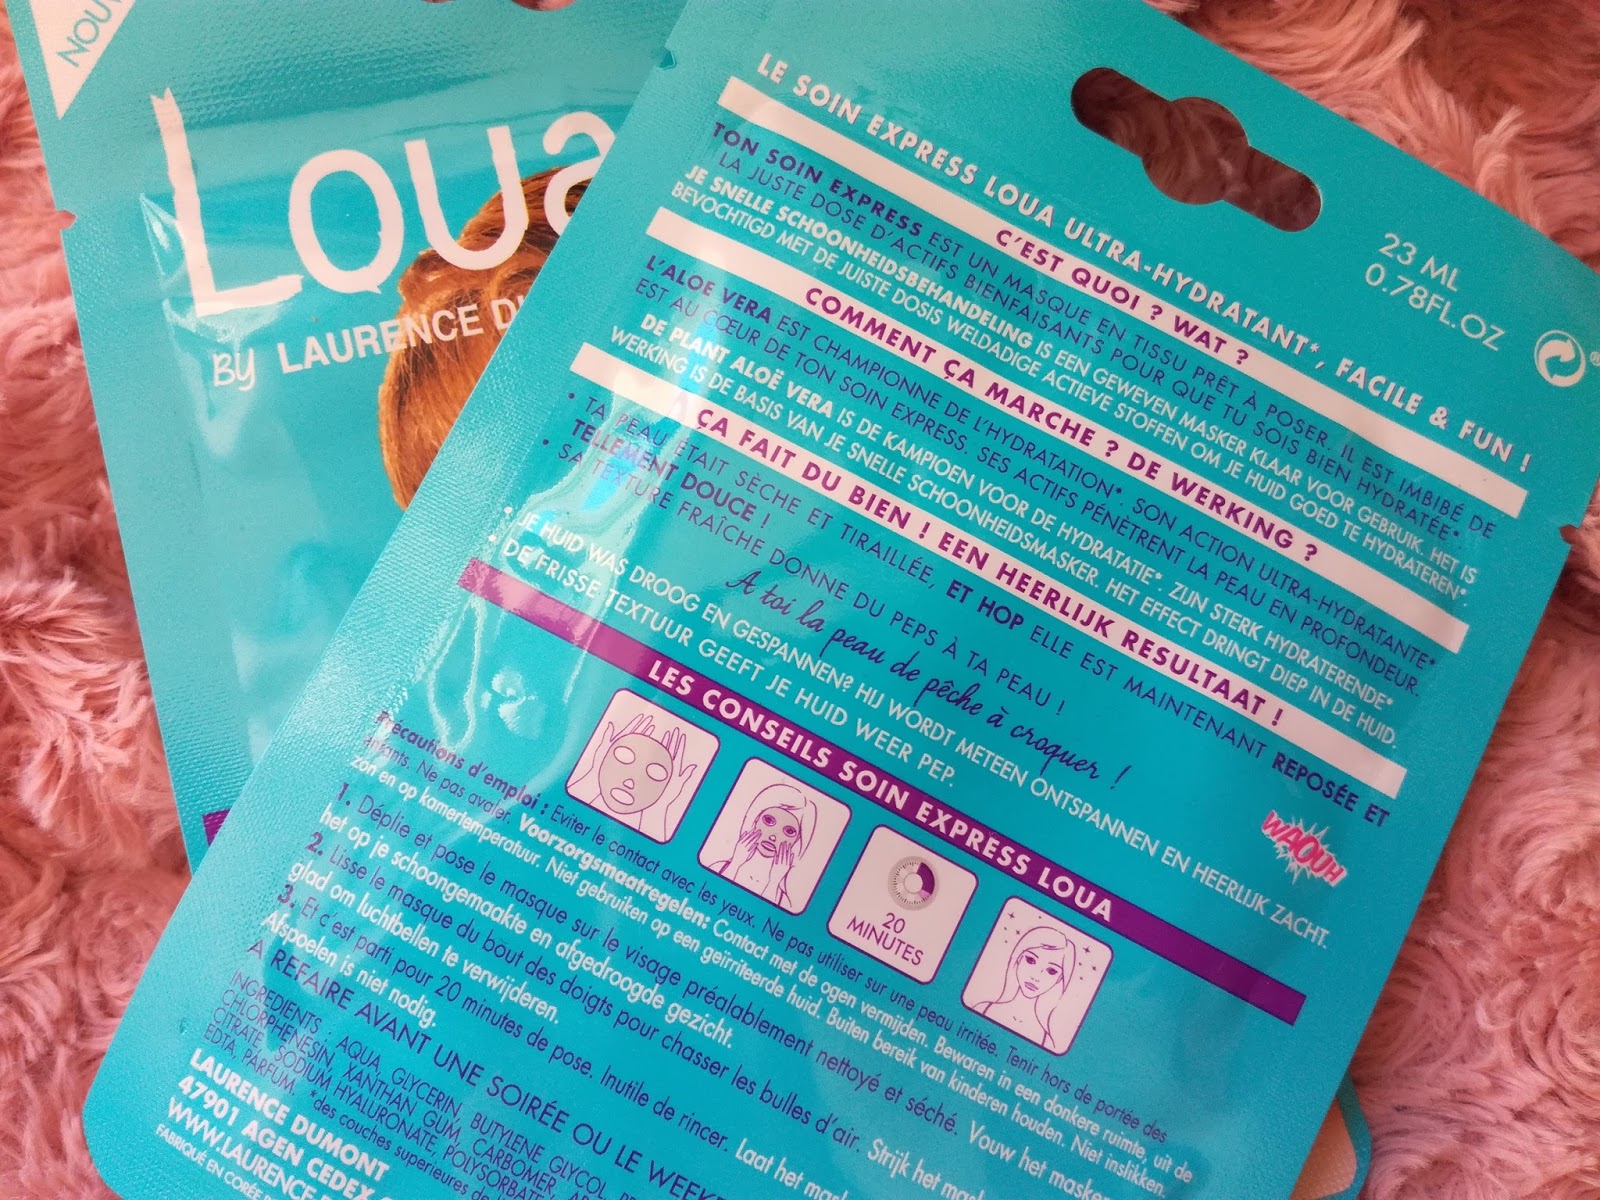 NOUV
Loua
By LAURENCE DU
LE SOIN EXPRESS LOUA ULTRA-HYDRATANT*, FACILE & FUN !
23 ML
0.78FL.OZ
C'EST QUOI ? WAT ?
TON SOIN EXPRESS EST UN MASQUE EN TISSU PRÊT À POSER. IL EST IMBIBÉ DE
LA JUSTE DOSE D'ACTIFS BIENFAISANTS POUR QUE TU SOIS BIEN HYDRATÉE*.
JE SNELLE SCHOONHEIDSBEHANDELING IS EEN GEWEVEN MASKER KLAAR VOOR GEBRUIK. HET IS
BEVOCHTIGD MET DE JUISTE DOSIS WELDADIGE ACTIEVE STOFFEN OM JE HUID GOED TE HYDRATEREN*.
COMMENT ÇA MARCHE ? DE WERKING ?
L'ALOE VERA EST CHAMPIONNE DE L'HYDRATATION*. SON ACTION ULTRA-HYDRATANTE*
EST AU CŒUR DE TON SOIN EXPRESS. SES ACTIFS PÉNÈTRENT LA PEAU EN PROFONDEUR.
DE PLANT ALOË VERA IS DE KAMPIOEN VOOR DE HYDRATATIE*. ZIJN STERK HYDRATERENDE*
WERKING IS DE BASIS VAN JE SNELLE SCHOONHEIDSMASKER. HET EFFECT DRINGT DIEP IN DE HUID.
ÇA FAIT DU BIEN ! EEN HEERLIJK RESULTAAT !
• TA PEAU ÉTAIT SÈCHE ET TIRAILLÉE, ET HOP ELLE EST MAINTENANT REPOSÉE ET
TELLEMENT DOUCE !
• SA TEXTURE FRAÎCHE DONNE DU PEPS À TA PEAU !
A toi la peau de pêche à croquer !
• JE HUID WAS DROOG EN GESPANNEN? HIJ WORDT METEEN ONTSPANNEN EN HEERLIJK ZACHT.
• DE FRISSE TEXTUUR GEEFT JE HUID WEER PEP.
WAOUH
LES CONSEILS SOIN EXPRESS LOUA
20
MINUTES
Précautions d'emploi : Eviter le contact avec les yeux. Ne pas utiliser sur une peau irritée. Tenir hors de portée des
enfants. Ne pas avaler. Voorzorgsmaatregelen: Contact met de ogen vermijden. Bewaren in een donkere ruimte, uit de
zon en op kamertemperatuur. Niet gebruiken op een geïrriteerde huid. Buiten bereik van kinderen houden. Niet inslikken.
1. Déplie et pose le masque sur le visage préalablement nettoyé et séché. Vouw het masker
het op je schoongemaakte en afgedroogde gezicht.
2. Lisse le masque du bout des doigts pour chasser les bulles d'air. Strijk het mas
glad om luchtbellen te verwijderen.
3. Et c'est parti pour 20 minutes de pose. Inutile de rincer. Laat het mas
Afspoelen is niet nodig.
A REFAIRE AVANT UNE SOIRÉE OU LE WEEKE
INGREDIENTS : AQUA, GLYCERIN, BUTYLENE GLYCOL,
CHLORPHENESIN, XANTHAN GUM, CARBOMER,
CITRATE, SODIUM HYALURONATE, POLYSORBATE
EDTA, PARFUM. *des couches supérieures de
LAURENCE DUMONT
47901 AGEN CEDEX
WWW.LAURENCE
FABRIQUÉ EN CORÉE